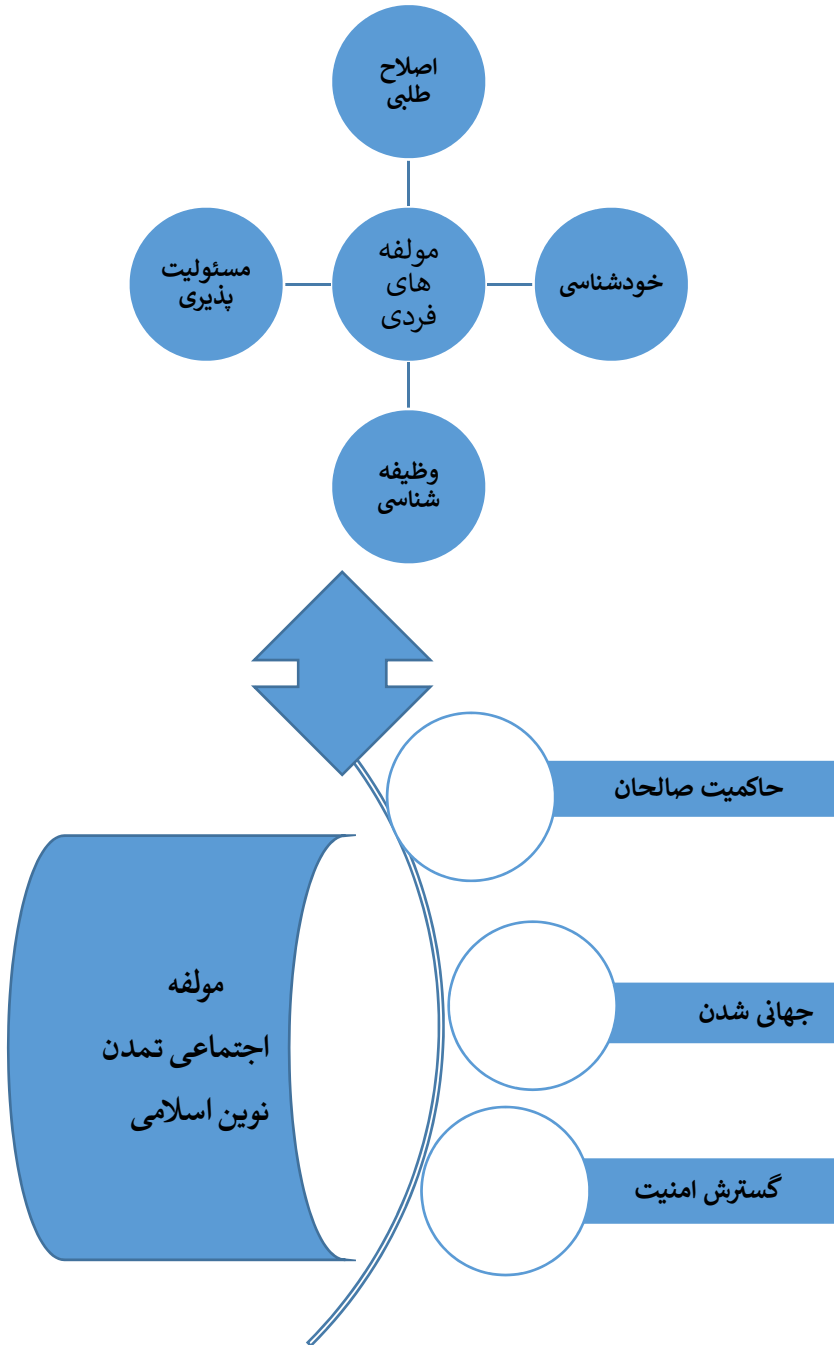 اصلاح
طلبی
مولفه
های
فردی
خودشناسی
مسئولیت
پذیری
وظیفه
شناسی
حاکمیت صالحان
جهانی شدن
گسترش امنیت
مولفه
اجتماعی تمدن
نوین اسلامی